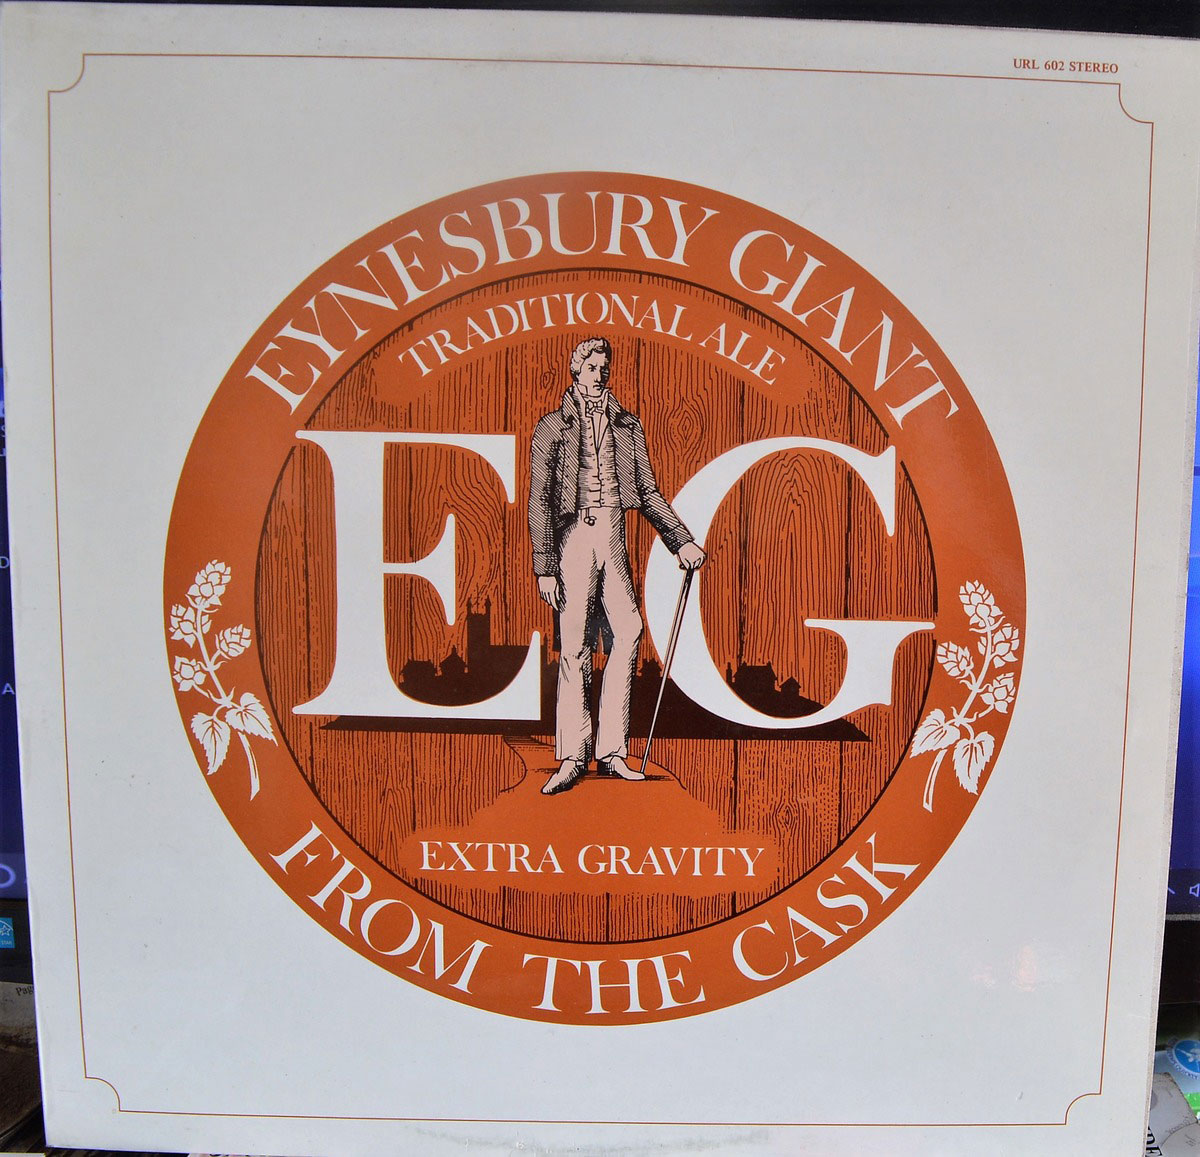 URL 602 STEREO
EYNESBURY GIANT
TRADITIONAL ALE
EG
EXTRA GRAVITY
FROM THE CASK